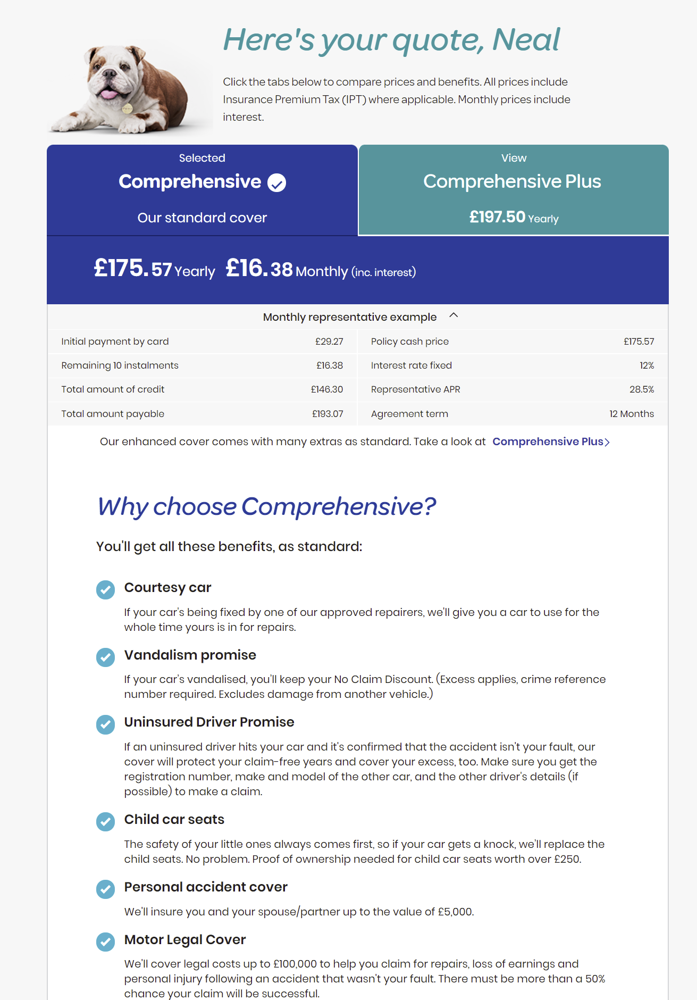 Here's your quote, Neal
Click the tabs below to compare prices and benefits. All prices include
Insurance Premium Tax (IPT) where applicable. Monthly prices include
interest.
Selected
Comprehensive
Our standard cover
View
Comprehensive Plus
£197.50 Yearly
£175.57 Yearly £16.38 Monthly (inc. interest)
Monthly representative example
Initial payment by card £29.27
Policy cash price £175.57
Remaining 10 instalments £16.38
Interest rate fixed 12%
Total amount of credit £146.30
Representative APR 28.5%
Total amount payable £193.07
Agreement term 12 Months
Our enhanced cover comes with many extras as standard. Take a look at Comprehensive Plus
Why choose Comprehensive?
You'll get all these benefits, as standard:
Courtesy car
If your car's being fixed by one of our approved repairers, we'll give you a car to use for the
whole time yours is in for repairs.
Vandalism promise
If your car’s vandalised, you’ll keep your No Claim Discount. (Excess applies, crime reference
number required. Excludes damage from another vehicle.)
Uninsured Driver Promise
If an uninsured driver hits your car and it's confirmed that the accident isn't your fault, our
cover will protect your claim-free years and cover your excess, too. Make sure you get the
registration number, make and model of the other car, and the other driver's details (if
possible) to make a claim.
Child car seats
The safety of your little ones always comes first, so if your car gets a knock, we’ll replace the
child seats. No problem. Proof of ownership needed for child car seats worth over £250.
Personal accident cover
We'll insure you and your spouse/partner up to the value of £5,000.
Motor Legal Cover
We'll cover legal costs up to £100,000 to help you claim for repairs, loss of earnings and
personal injury following an accident that wasn't your fault. There must be more than a 50%
chance your claim will be successful.